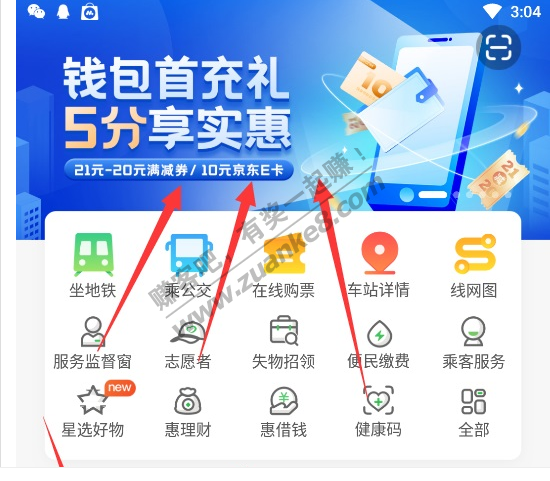 3:04
钱包首充礼
5分享实惠
21元-20元满减券/10元京东E卡
10
坐地铁 乘公交 在线购票 车站详情 线网图
服务监督窗 志愿者 失物招领 便民缴费 乘客服务
new
星选好物 惠理财 惠借钱 健康码 全部
赚客吧,有奖一起赚!
www.zuanke8.com